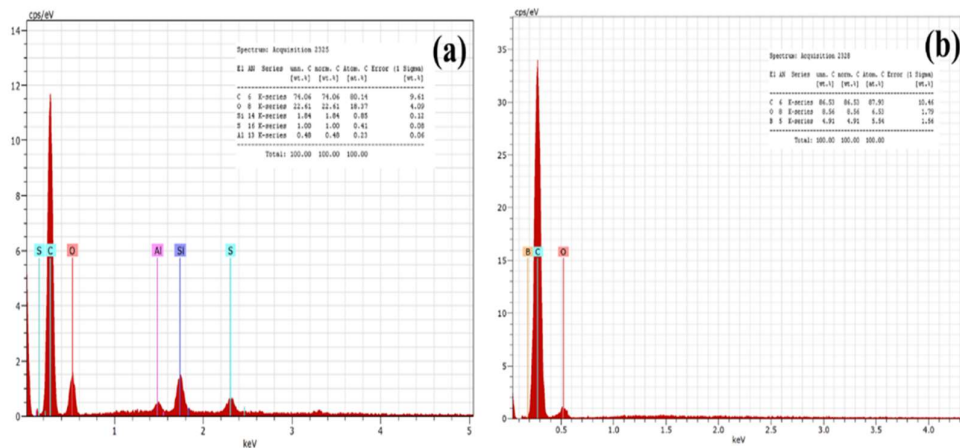 cps/eV
(a)
Spectrum: Acquisition 2325
El AN Series unn. C norm. C Atom. C Error (1 Sigma)
[wt.%] [wt.%] [at.%] [wt.%]
C 6 K-series 74.06 74.06 80.14 9.61
O 8 K-series 22.61 22.61 18.37 4.09
Si 14 K-series 1.84 1.84 0.85 0.12
S 16 K-series 1.00 1.00 0.41 0.08
Al 13 K-series 0.48 0.48 0.23 0.06
Total: 100.00 100.00 100.00
14
12
10
8
6
4
2
0
S C O Al Si S
1 2 3 4 5
keV
cps/eV
(b)
Spectrum: Acquisition 2328
El AN Series unn. C norm. C Atom. C Error (1 Sigma)
[wt.%] [wt.%] [at.%] [wt.%]
C 6 K-series 86.53 86.53 87.93 10.46
O 8 K-series 8.56 8.56 6.53 1.79
B 5 K-series 4.91 4.91 5.54 1.56
Total: 100.00 100.00 100.00
35
30
25
20
15
10
5
0
B C O
0.5 1.0 1.5 2.0 2.5 3.0 3.5 4.0
keV